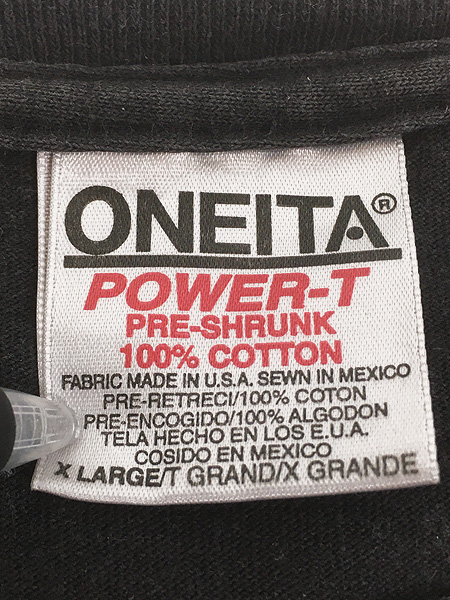 ONEITA®
POWER-T
PRE-SHRUNK
100% COTTON
FABRIC MADE IN U.S.A. SEWN IN MEXICO
PRE-RETRECI/100% COTON
PRE-ENCOGIDO/100% ALGODON
TELA HECHO EN LOS E.U.A.
COSIDO EN MEXICO
X LARGE/T GRAND/X GRANDE